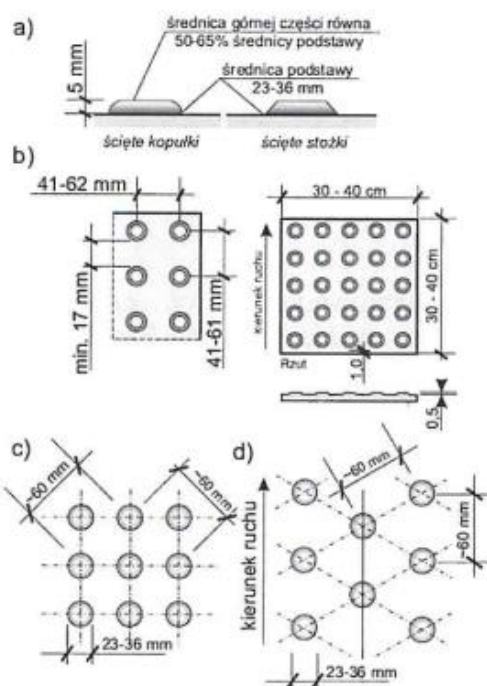 a)
średnica górnej części równa
50-65% średnicy podstawy
5 mm
średnica podstawy
23-36 mm
ścięte kopułki
ścięte stożki
b)
41-62 mm
min. 17 mm
41-61 mm
30 - 40 cm
kierunek ruchu
30 - 40 cm
Rzut
1,0
0,5
c)
~60 mm
~60 mm
23-36 mm
d)
~60 mm
kierunek ruchu
~60 mm
23-36 mm